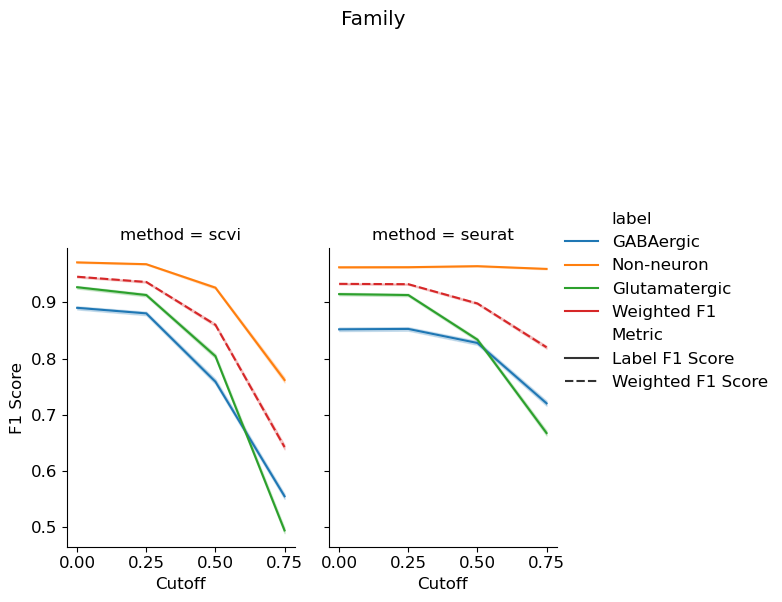 Family
method = scvi
method = seurat
label
GABAergic
Non-neuron
Glutamatergic
Weighted F1
Metric
Label F1 Score
Weighted F1 Score
F1 Score
0.9
0.8
0.7
0.6
0.5
0.00 0.25 0.50 0.75
0.00 0.25 0.50 0.75
Cutoff
Cutoff